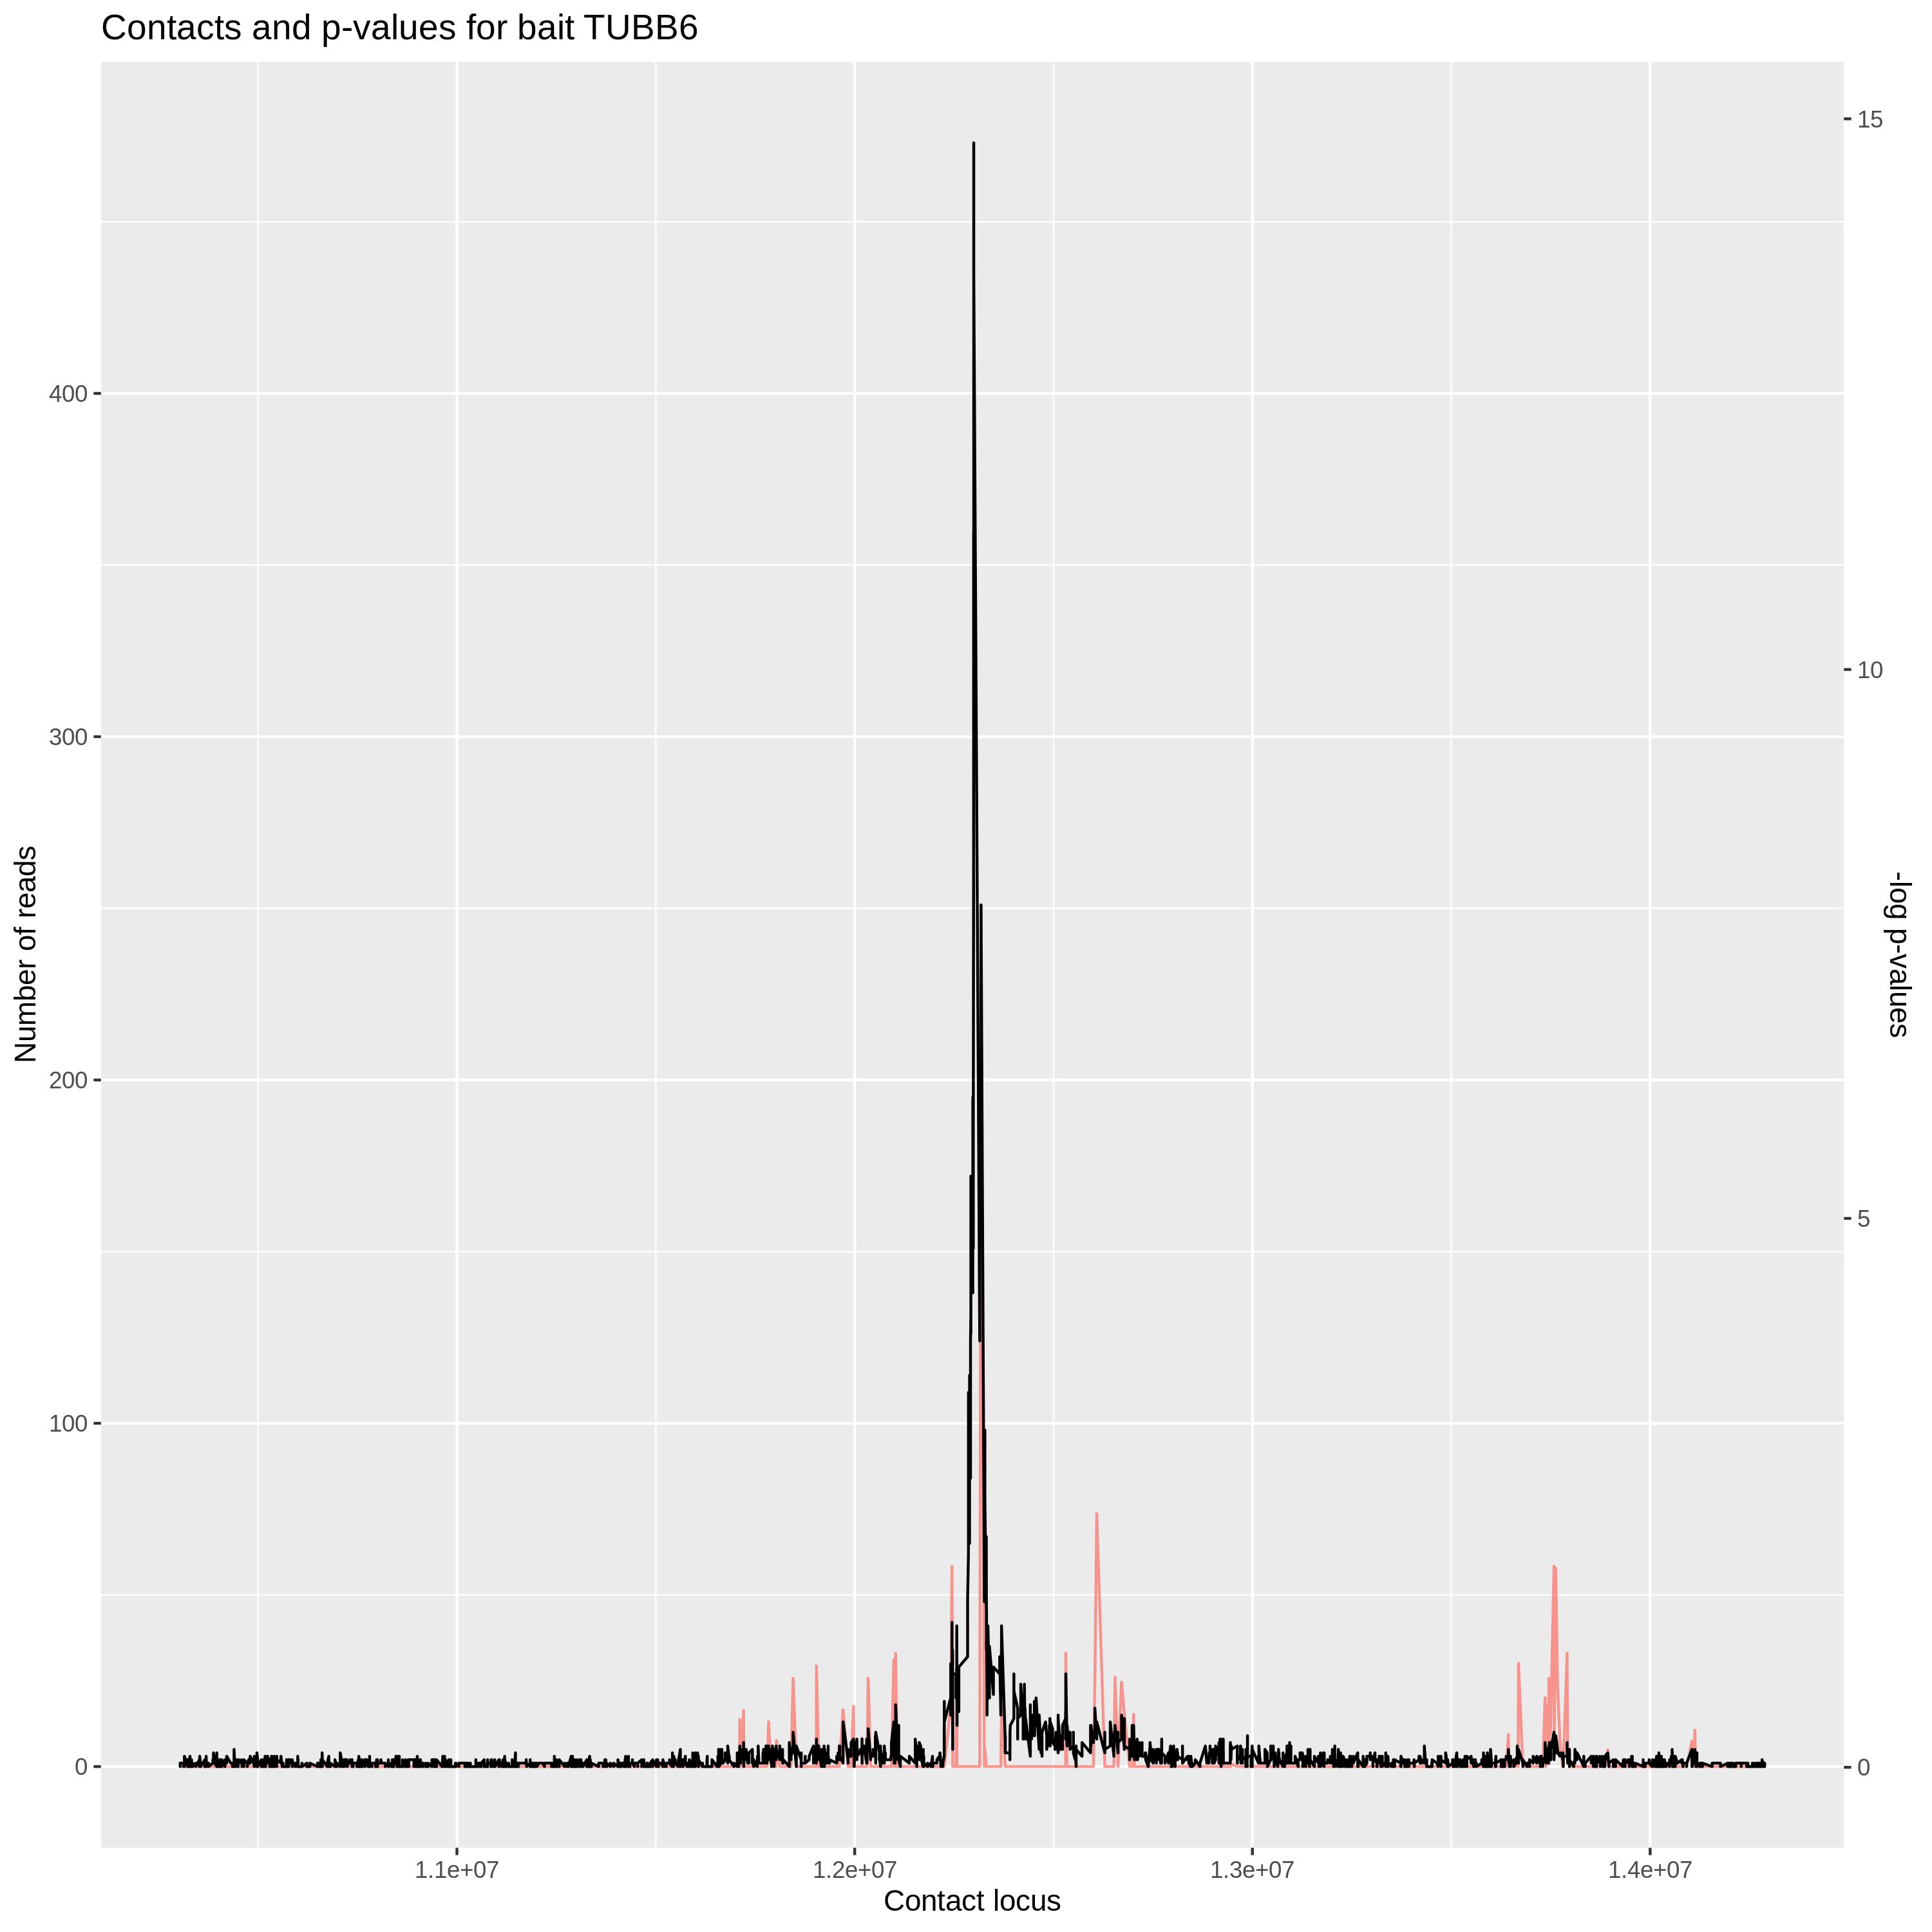 Contacts and p-values for bait TUBB6
15
400
10
300
Number of reads
-log p-values
200
5
100
0
0
1.1e+07
1.2e+07
1.3e+07
1.4e+07
Contact locus